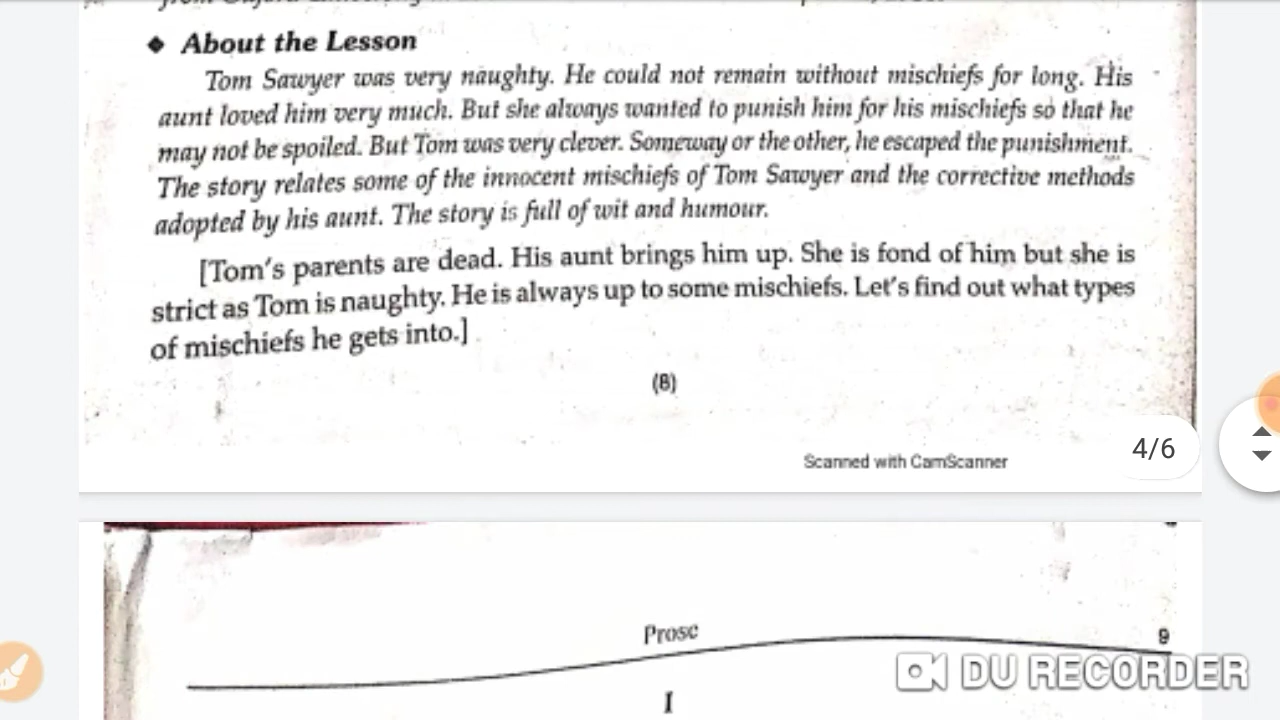 ◆ About the Lesson
Tom Sawyer was very naughty. He could not remain without mischiefs for long. His
aunt loved him very much. But she always wanted to punish him for his mischiefs so that he
may not be spoiled. But Tom was very clever. Someway or the other, he escaped the punishment.
The story relates some of the innocent mischiefs of Tom Sawyer and the corrective methods
adopted by his aunt. The story is full of wit and humour.
[Tom's parents are dead. His aunt brings him up. She is fond of him but she is
strict as Tom is naughty. He is always up to some mischiefs. Let's find out what types
of mischiefs he gets into.]
(8)
4/6
Scanned with CamScanner
Prose
9
DU RECORDER
I